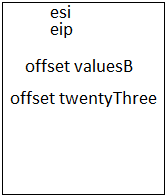 esi
eip
offset valuesB
offset twentyThree